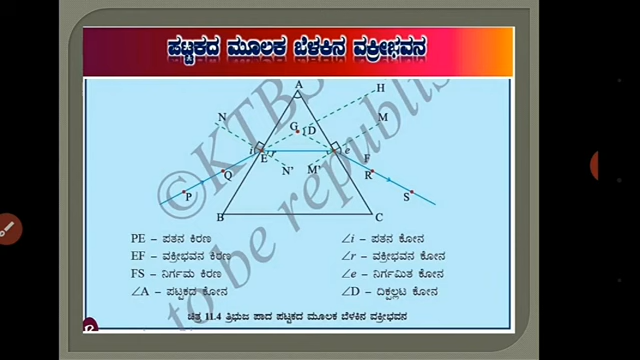 ಪಟ್ಟಕದ ಮೂಲಕ ಬೆಳಕಿನ ವಕ್ರೀಭವನ
A
H
N
G
D
M
i
E
r
e
F
N'
M'
Q
R
P
S
B
C
PE – ಪತನ ಕಿರಣ
∠i – ಪತನ ಕೋನ
EF – ವಕ್ರೀಭವನ ಕಿರಣ
∠r – ವಕ್ರೀಭವನ ಕೋನ
FS – ನಿರ್ಗಮ ಕಿರಣ
∠e – ನಿರ್ಗಮಿತ ಕೋನ
∠A – ಪಟ್ಟಕದ ಕೋನ
∠D – ದಿಕ್ಪಲ್ಲಟ ಕೋನ
ಚಿತ್ರ 11.4 ತ್ರಿಭುಜ ಪಾದ ಪಟ್ಟಕದ ಮೂಲಕ ಬೆಳಕಿನ ವಕ್ರೀಭವನ
©KTBS
to be republis